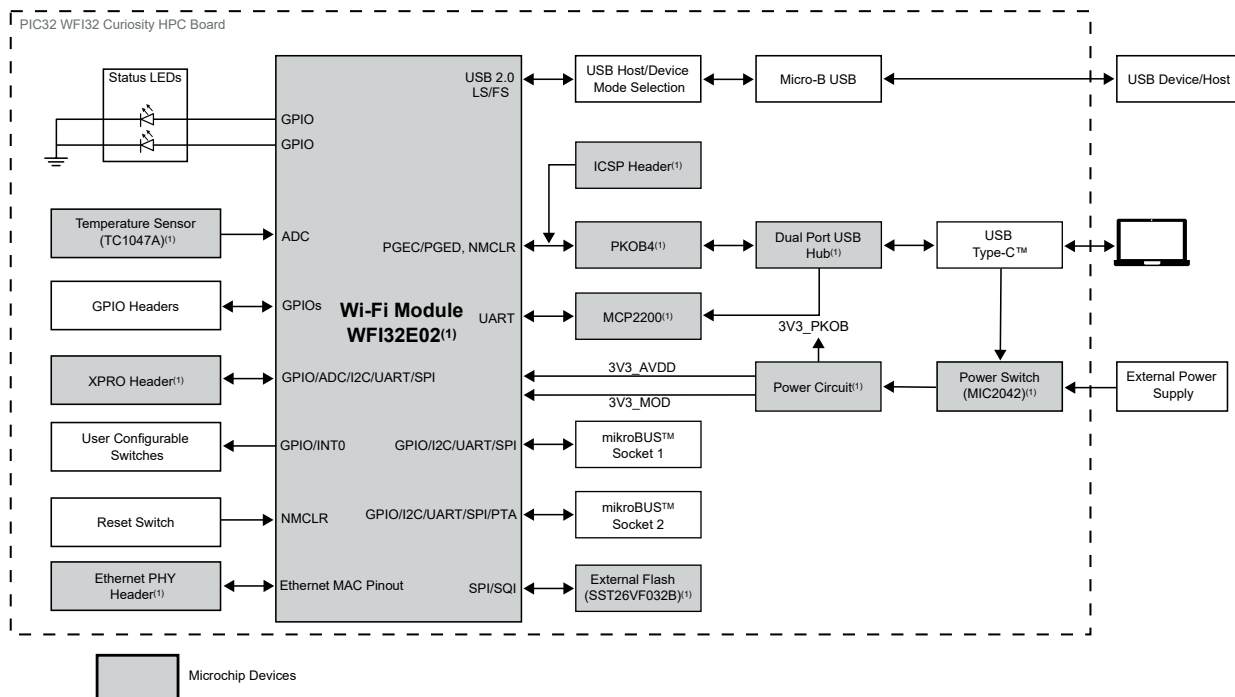 PIC32 WFI32 Curiosity HPC Board
Status LEDs
GPIO
GPIO
Temperature Sensor
(TC1047A)(1)
ADC
GPIO Headers
GPIOs
XPRO Header(1)
GPIO/ADC/I2C/UART/SPI
User Configurable
Switches
GPIO/INT0
Reset Switch
NMCLR
Ethernet PHY
Header(1)
Ethernet MAC Pinout
Wi-Fi Module
WFI32E02(1)
USB 2.0
LS/FS
USB Host/Device
Mode Selection
Micro-B USB
USB Device/Host
ICSP Header(1)
PGEC/PGED, NMCLR
PKOB4(1)
Dual Port USB
Hub(1)
USB
Type-C™
UART
MCP2200(1)
3V3_PKOB
3V3_AVDD
3V3_MOD
Power Circuit(1)
Power Switch
(MIC2042)(1)
External Power
Supply
GPIO/I2C/UART/SPI
mikroBUS™
Socket 1
GPIO/I2C/UART/SPI/PTA
mikroBUS™
Socket 2
SPI/SQI
External Flash
(SST26VF032B)(1)
Microchip Devices